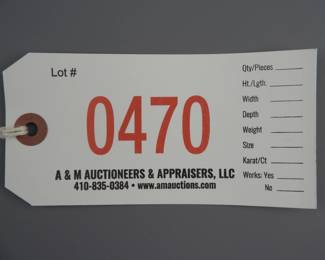 Lot #
0470
A & M AUCTIONEERS & APPRAISERS, LLC
410-835-0384 • www.amauctions.com
Qty/Pieces
Ht./Lgth.
Width
Depth
Weight
Size
Karat/Ct
Works: Yes
No